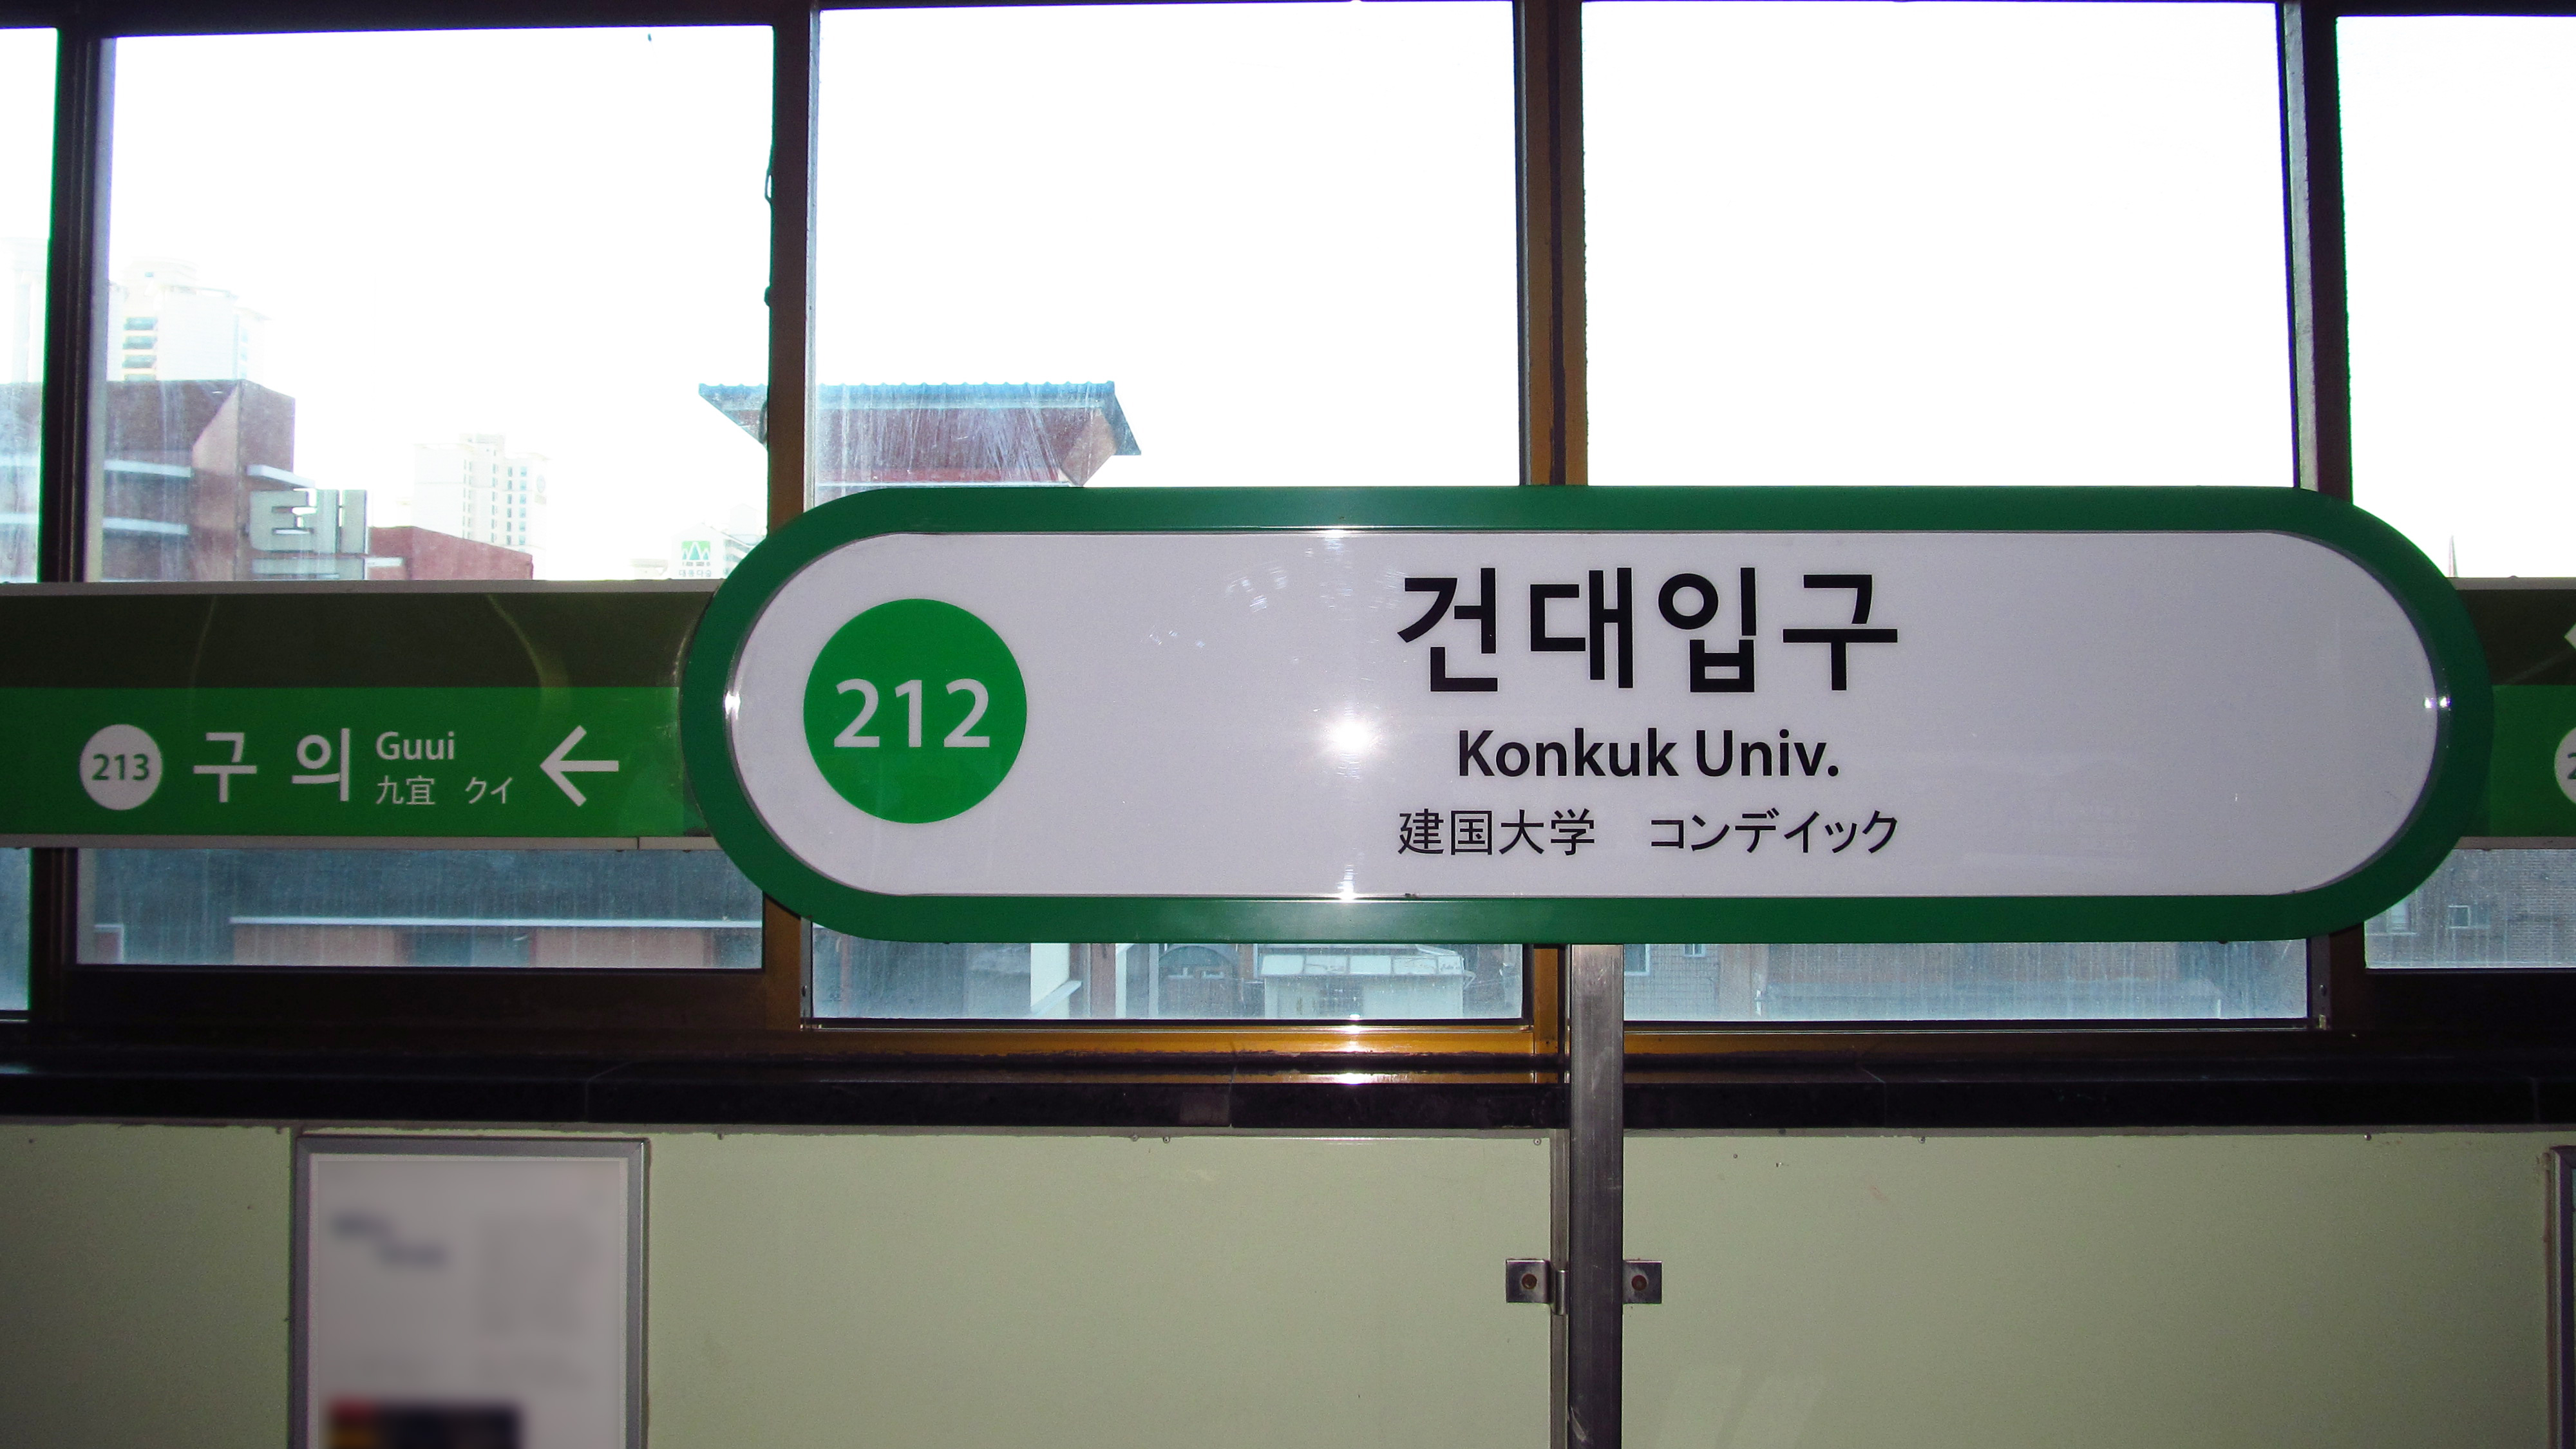 테
213 구의 Guui
九宜 クイ
212
건대입구
Konkuk Univ.
建国大学 コンデイック